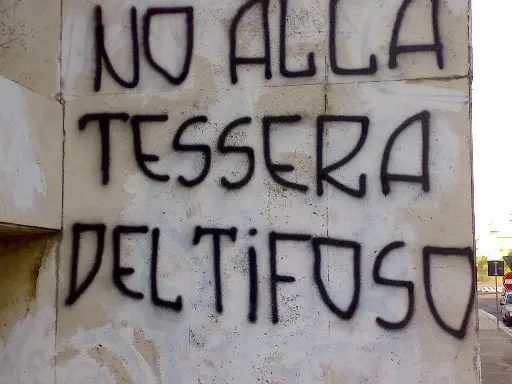 NO ALLA
TESSERA
DEL TiFOSO